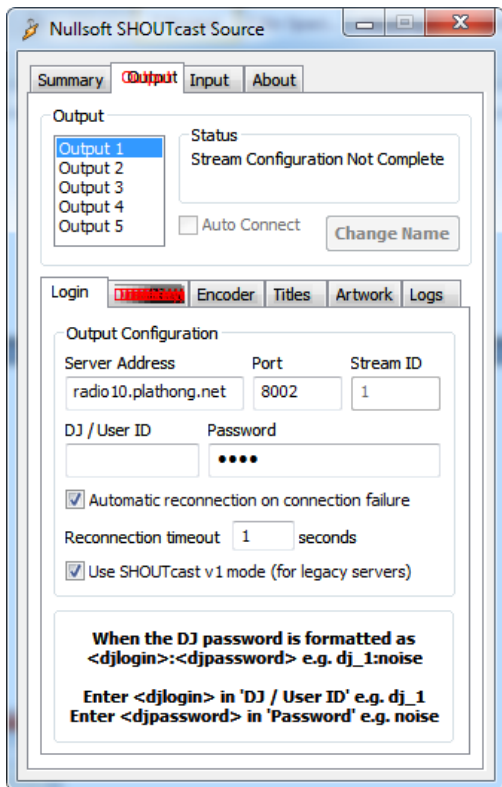 Nullsoft SHOUTcast Source
Summary Output Input About
Output
Output 1
Output 2
Output 3
Output 4
Output 5
Status
Stream Configuration Not Complete
Auto Connect
Change Name
Login Encoder Titles Artwork Logs
Output Configuration
Server Address Port Stream ID
radio10.plathong.net 8002 1
DJ / User ID Password
••••
Automatic reconnection on connection failure
Reconnection timeout 1 seconds
Use SHOUTcast v1 mode (for legacy servers)
When the DJ password is formatted as
<djlogin>:<djpassword> e.g. dj_1:noise
Enter <djlogin> in 'DJ / User ID' e.g. dj_1
Enter <djpassword> in 'Password' e.g. noise